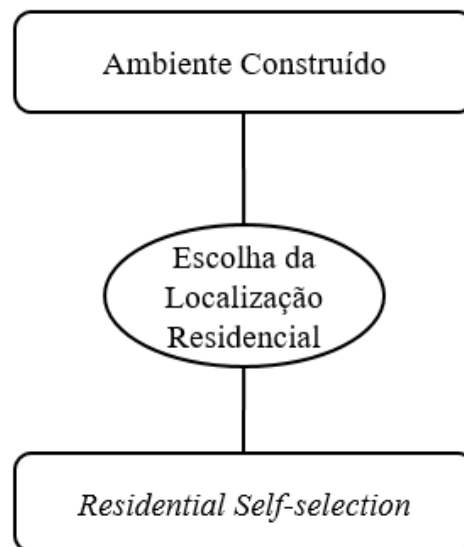 Ambiente Construído
Escolha da
Localização
Residencial
Residential Self-selection